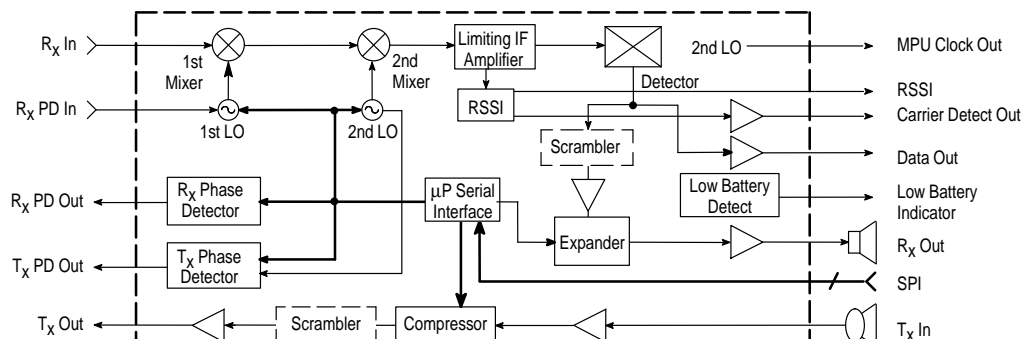 Rx In
1st
Mixer
2nd
Mixer
Limiting IF
Amplifier
2nd LO
MPU Clock Out
Detector
Rx PD In
1st LO
2nd LO
RSSI
RSSI
Carrier Detect Out
Scrambler
Data Out
Rx PD Out
Rx Phase
Detector
µP Serial
Interface
Low Battery
Detect
Low Battery
Indicator
Expander
Rx Out
Tx PD Out
Tx Phase
Detector
SPI
Tx Out
Scrambler
Compressor
Tx In